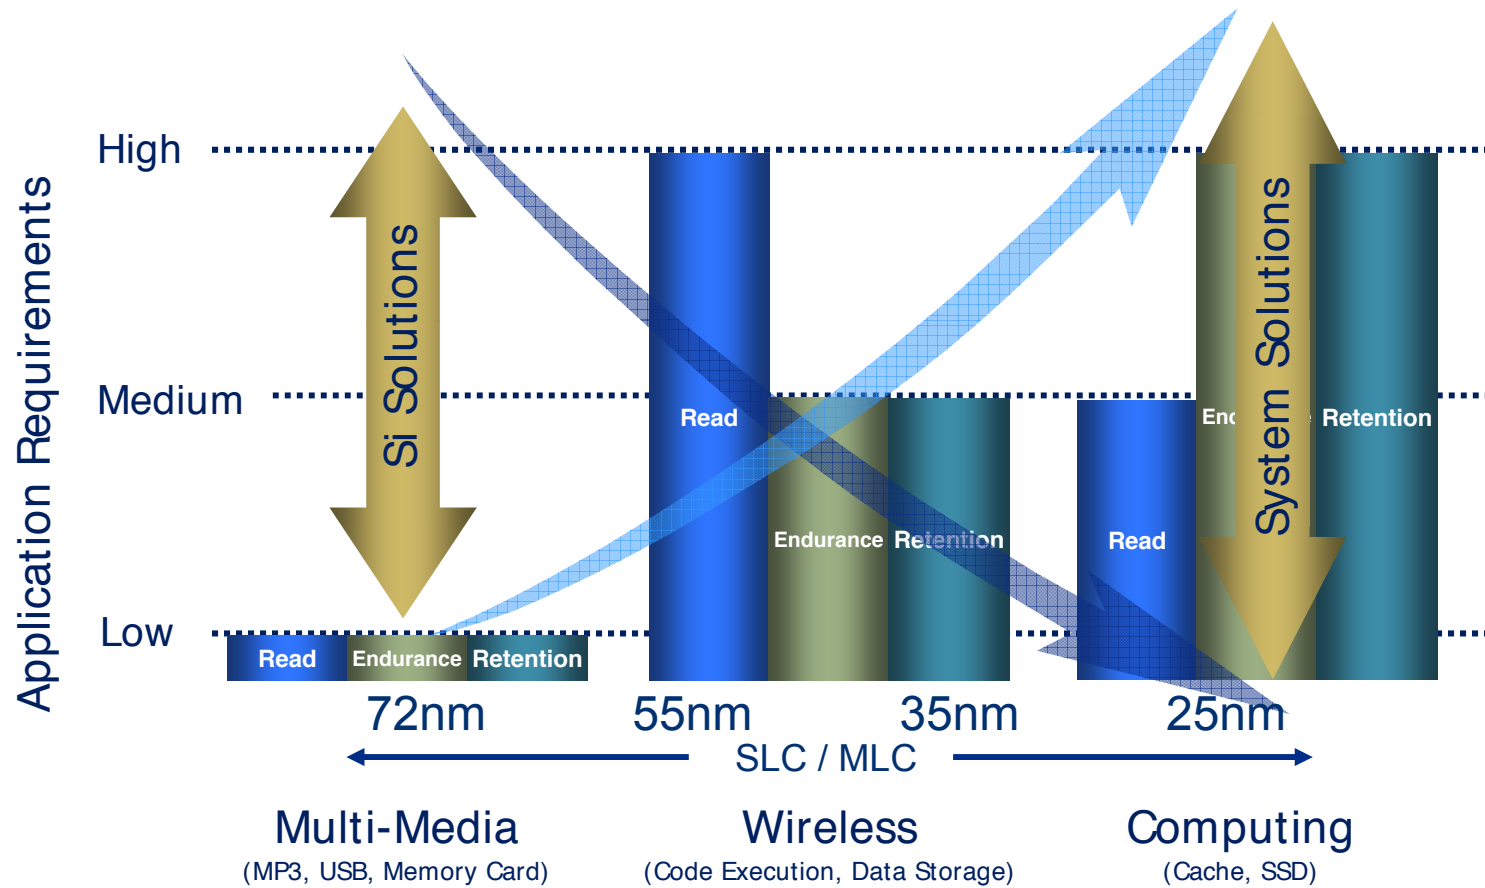 Application Requirements
High
Medium
Low
Si Solutions
System Solutions
Read
Endurance
Retention
Read
Endurance
Retention
Read
Retention
72nm
55nm
35nm
25nm
SLC / MLC
Multi-Media
(MP3, USB, Memory Card)
Wireless
(Code Execution, Data Storage)
Computing
(Cache, SSD)